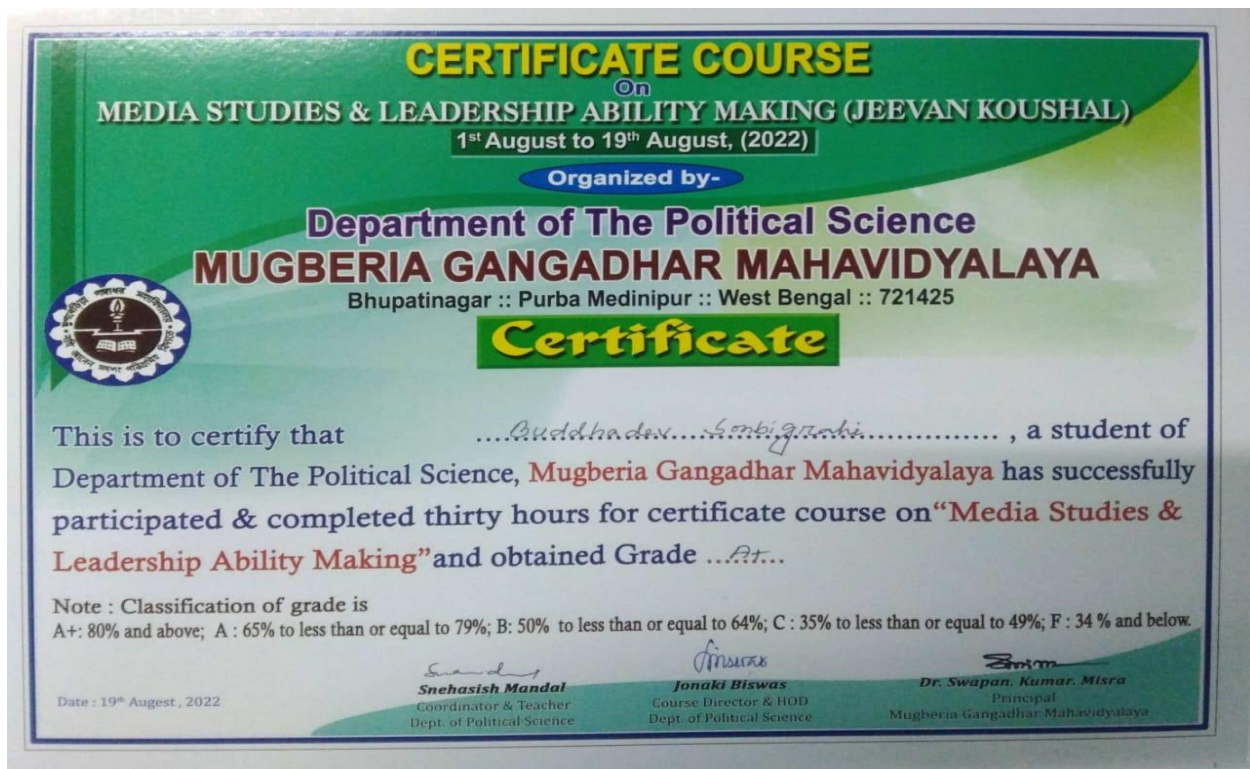 CERTIFICATE COURSE
On
MEDIA STUDIES & LEADERSHIP ABILITY MAKING (JEEVAN KOUSHAL)
1st August to 19th August, (2022)
Organized by-
Department of The Political Science
MUGBERIA GANGADHAR MAHAVIDYALAYA
Bhupatinagar :: Purba Medinipur :: West Bengal :: 721425
Certificate
This is to certify that ....Buddhadev.... Sonbigrahi................ , a student of
Department of The Political Science, Mugberia Gangadhar Mahavidyalaya has successfully
participated & completed thirty hours for certificate course on“Media Studies &
Leadership Ability Making”and obtained Grade ...A+...
Note : Classification of grade is
A+: 80% and above; A : 65% to less than or equal to 79%; B: 50% to less than or equal to 64%; C : 35% to less than or equal to 49%; F : 34 % and below.
Snehasish Mandal
Coordinator & Teacher
Dept. of Political Science
Jonaki Biswas
Course Director & HOD
Dept. of Political Science
Dr. Swapan. Kumar. Misra
Principal
Mugberia Gangadhar Mahavidyalaya
Date : 19th Augest , 2022